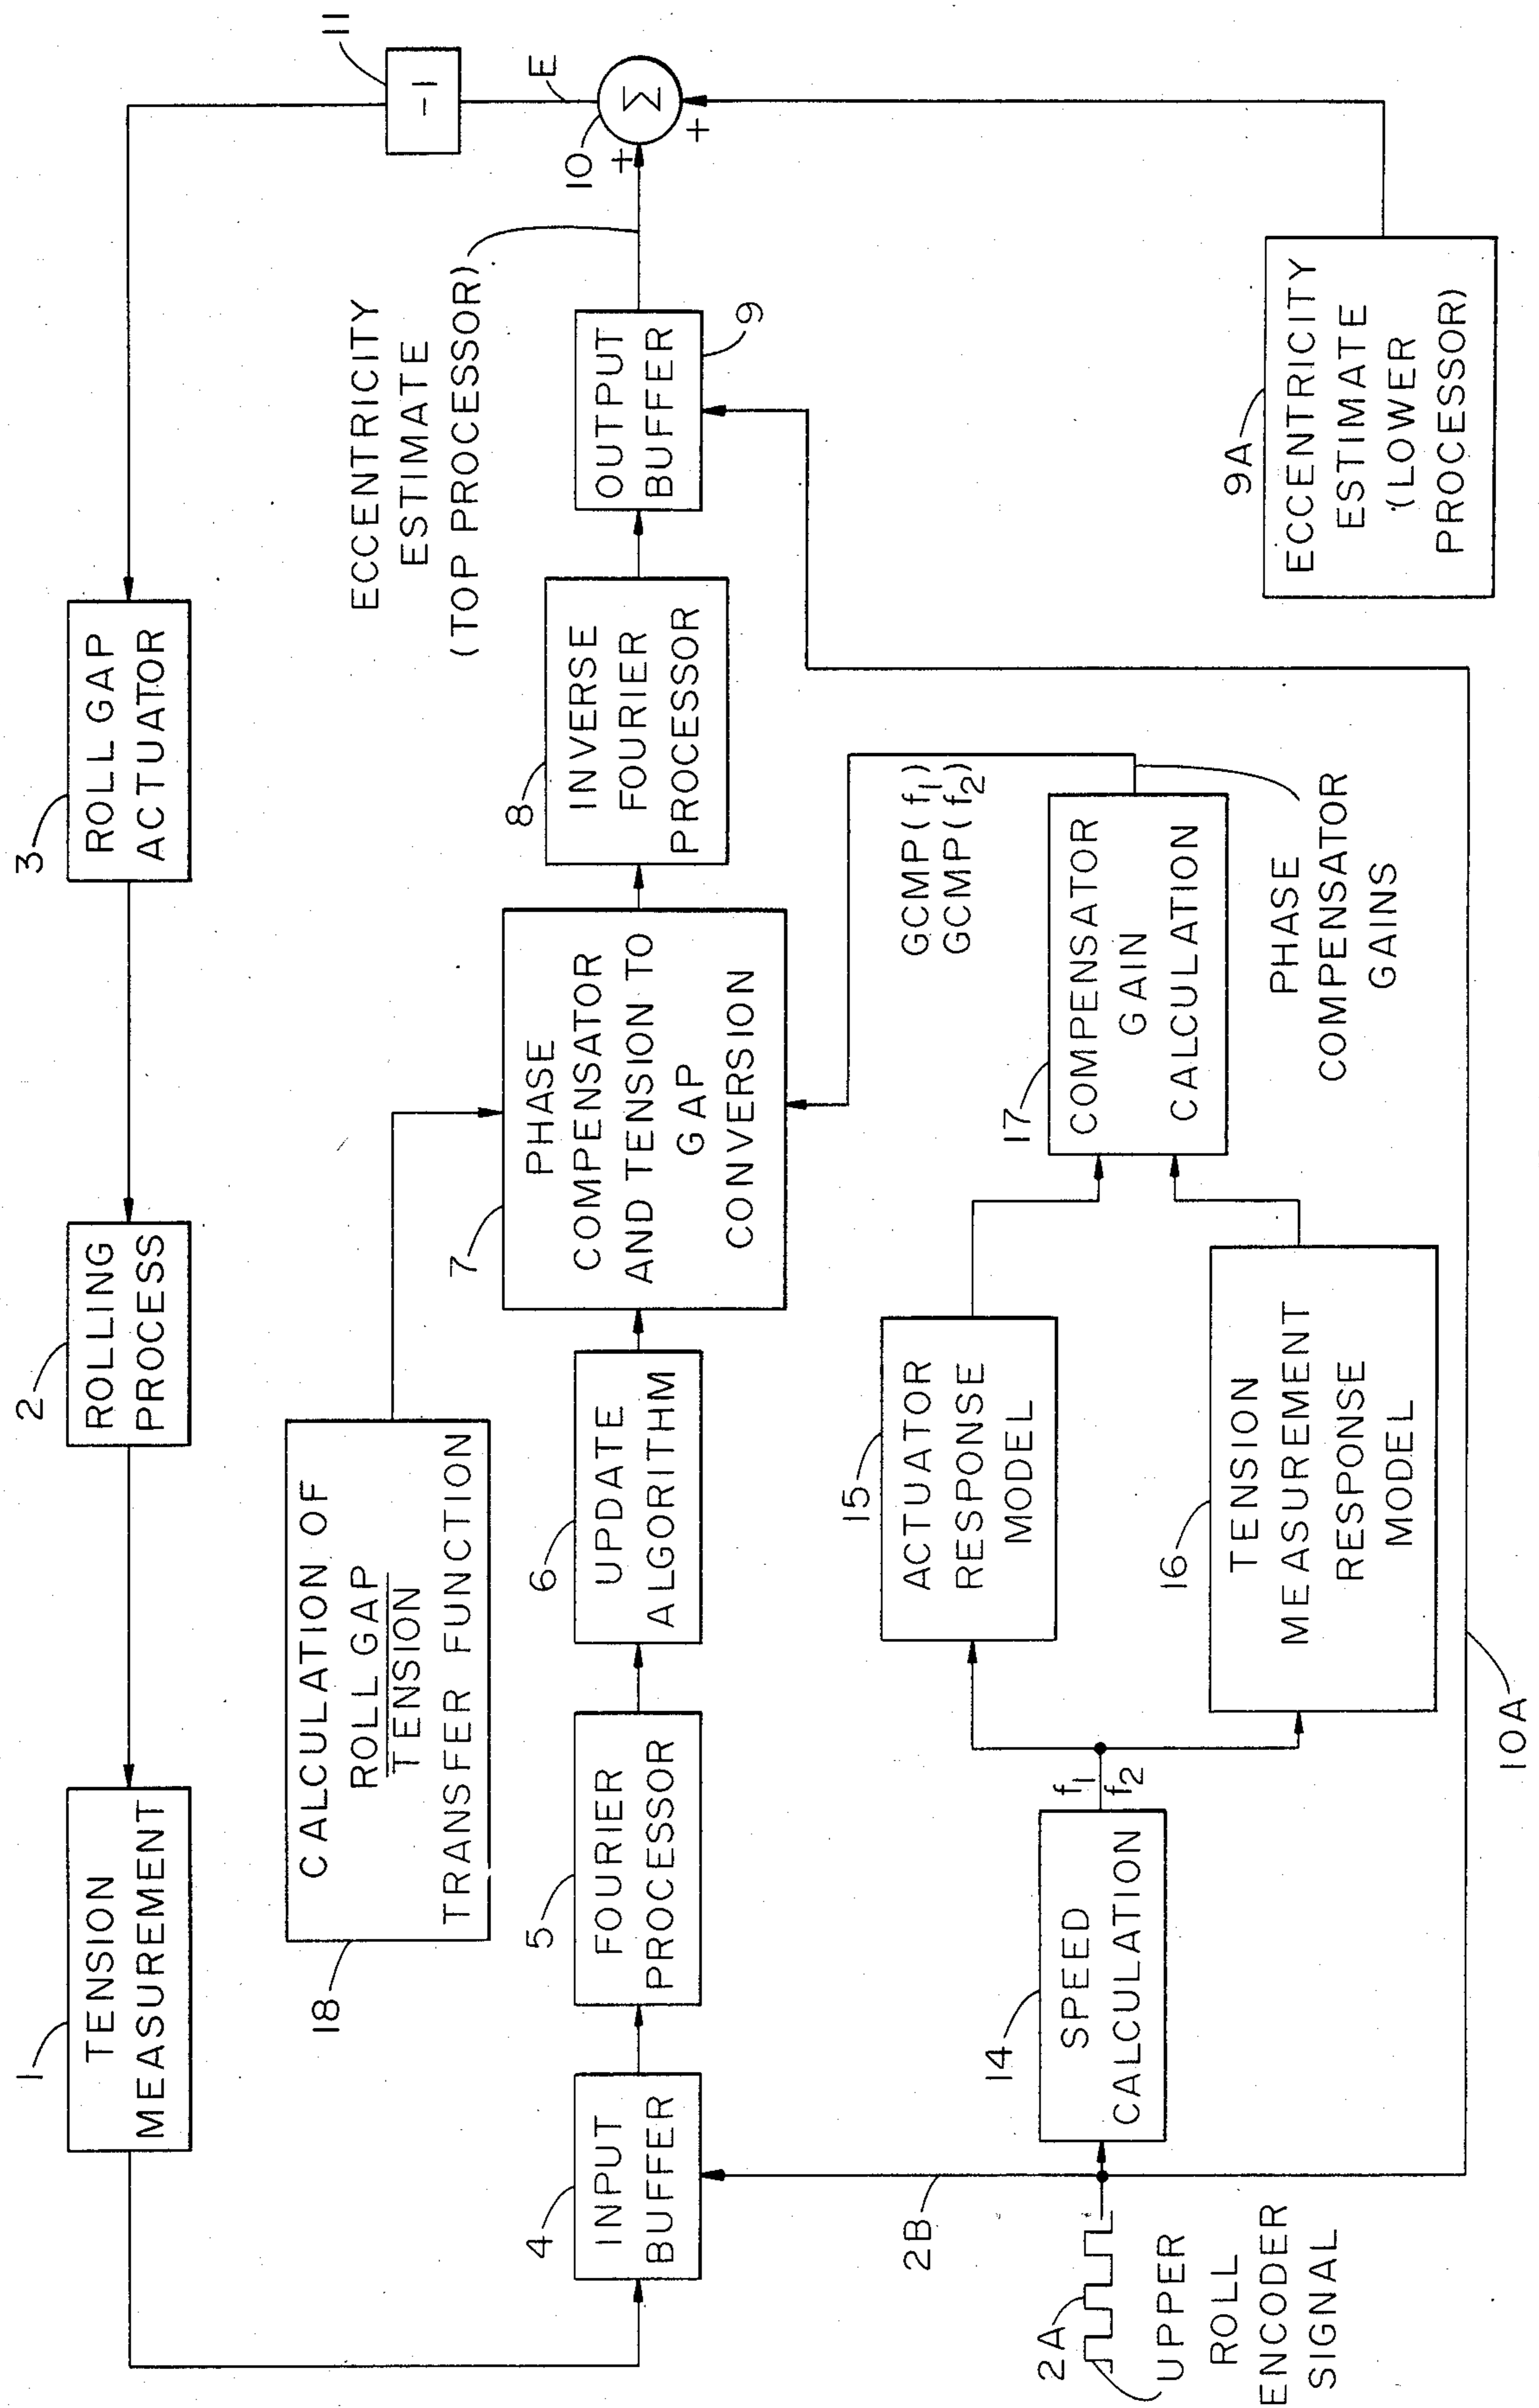 1
TENSION
MEASUREMENT
2
ROLLING
PROCESS
3
ROLL GAP
ACTUATOR
11
-1
E
10
Σ
+
+
18
CALCULATION OF
ROLL GAP
TENSION
TRANSFER FUNCTION
ECCENTRICITY
ESTIMATE
(TOP PROCESSOR)
4
INPUT
BUFFER
5
FOURIER
PROCESSOR
6
UPDATE
ALGORITHM
7
PHASE
COMPENSATOR
AND TENSION TO
GAP
CONVERSION
8
INVERSE
FOURIER
PROCESSOR
OUTPUT
BUFFER
9
2B
2A
UPPER
ROLL
ENCODER
SIGNAL
14
SPEED
CALCULATION
f1
f2
15
ACTUATOR
RESPONSE
MODEL
16
TENSION
MEASUREMENT
RESPONSE
MODEL
17
COMPENSATOR
GAIN
CALCULATION
GCMP(f1)
GCMP(f2)
PHASE
COMPENSATOR
GAINS
9A
ECCENTRICITY
ESTIMATE
(LOWER
PROCESSOR)
10A